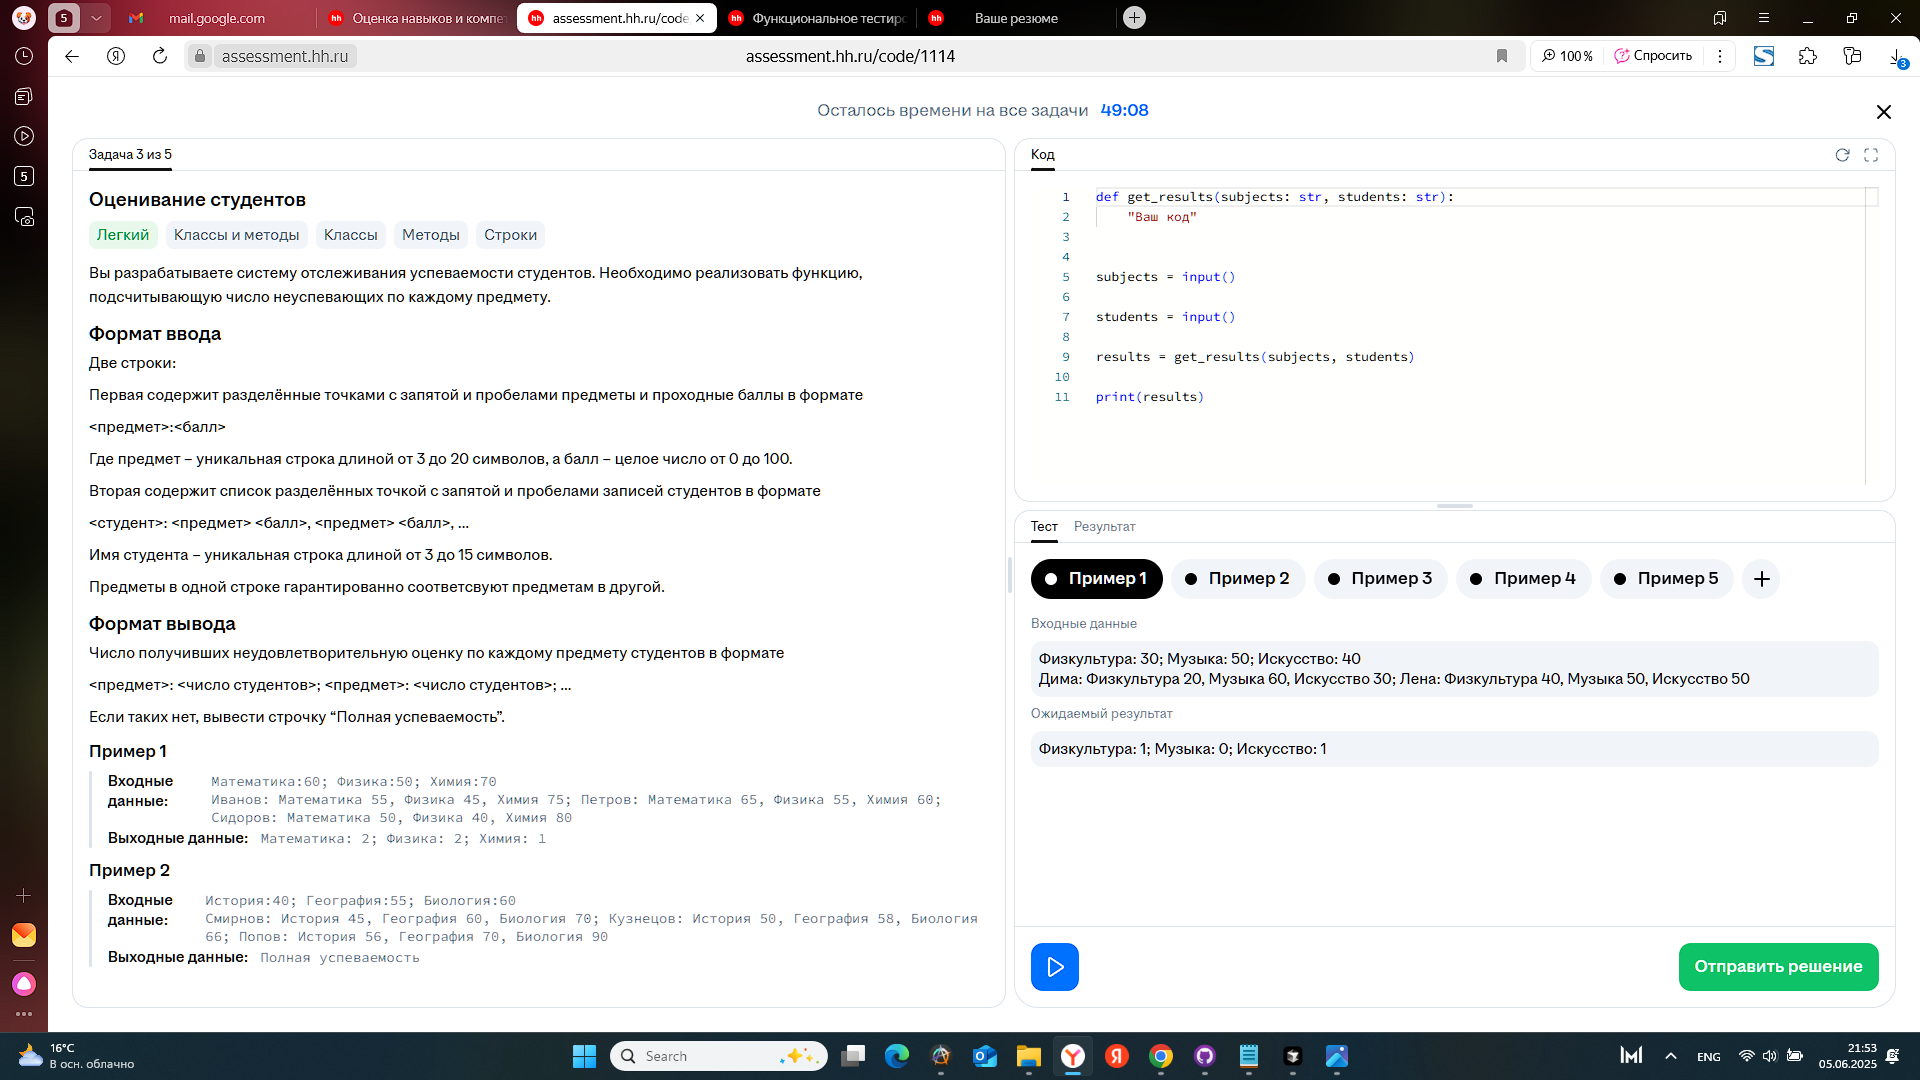 5
mail.google.com
Оценка навыков и компе
assessment.hh.ru/code
Функциональное тестиро
Ваше резюме
assessment.hh.ru
assessment.hh.ru/code/1114
100 %
Спросить
3
5
Осталось времени на все задачи 49:08
Задача 3 из 5
Оценивание студентов
Легкий
Классы и методы
Классы
Методы
Строки
Вы разрабатываете систему отслеживания успеваемости студентов. Необходимо реализовать функцию,
подсчитывающую число неуспевающих по каждому предмету.
Формат ввода
Две строки:
Первая содержит разделённые точками с запятой и пробелами предметы и проходные баллы в формате
<предмет>:<балл>
Где предмет – уникальная строка длиной от 3 до 20 символов, а балл – целое число от 0 до 100.
Вторая содержит список разделённых точкой с запятой и пробелами записей студентов в формате
<студент>: <предмет> <балл>, <предмет> <балл>, ...
Имя студента – уникальная строка длиной от 3 до 15 символов.
Предметы в одной строке гарантированно соответсвуют предметам в другой.
Формат вывода
Число получивших неудовлетворительную оценку по каждому предмету студентов в формате
<предмет>: <число студентов>; <предмет>: <число студентов>; ...
Если таких нет, вывести строчку “Полная успеваемость”.
Пример 1
Входные данные:
Математика:60; Физика:50; Химия:70
Иванов: Математика 55, Физика 45, Химия 75; Петров: Математика 65, Физика 55, Химия 60;
Сидоров: Математика 50, Физика 40, Химия 80
Выходные данные: Математика: 2; Физика: 2; Химия: 1
Пример 2
Входные данные:
История:40; География:55; Биология:60
Смирнов: История 45, География 60, Биология 70; Кузнецов: История 50, География 58, Биология
66; Попов: История 56, География 70, Биология 90
Выходные данные: Полная успеваемость
Код
1 def get_results(subjects: str, students: str):
2 "Ваш код"
3
4
5 subjects = input()
6
7 students = input()
8
9 results = get_results(subjects, students)
10
11 print(results)
Тест
Результат
Пример 1
Пример 2
Пример 3
Пример 4
Пример 5
Входные данные
Физкультура: 30; Музыка: 50; Искусство: 40
Дима: Физкультура 20, Музыка 60, Искусство 30; Лена: Физкультура 40, Музыка 50, Искусство 50
Ожидаемый результат
Физкультура: 1; Музыка: 0; Искусство: 1
Отправить решение
16°C
В осн. облачно
Search
ENG
21:53
05.06.2025